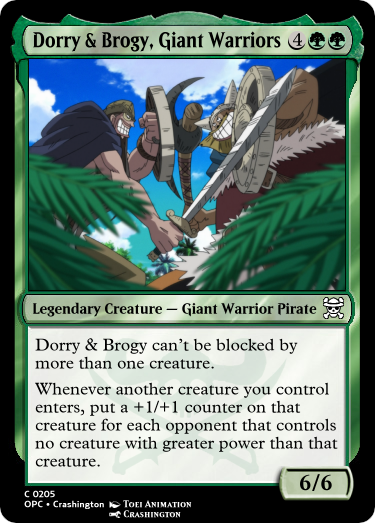 Dorry & Brogy, Giant Warriors 4
Legendary Creature — Giant Warrior Pirate
Dorry & Brogy can't be blocked by
more than one creature.
Whenever another creature you control
enters, put a +1/+1 counter on that
creature for each opponent that controls
no creature with greater power than that
creature.
6/6
C 0205
OPC • Crashington TOEI ANIMATION
CRASHINGTON